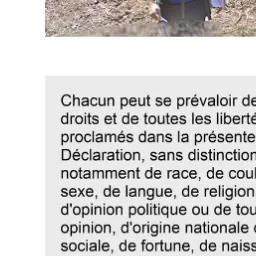 Chacun peut se prévaloir de
droits et de toutes les liberté
proclamés dans la présente
Déclaration, sans distinction
notamment de race, de coul
sexe, de langue, de religion
d'opinion politique ou de tou
opinion, d'origine nationale
sociale, de fortune, de naiss